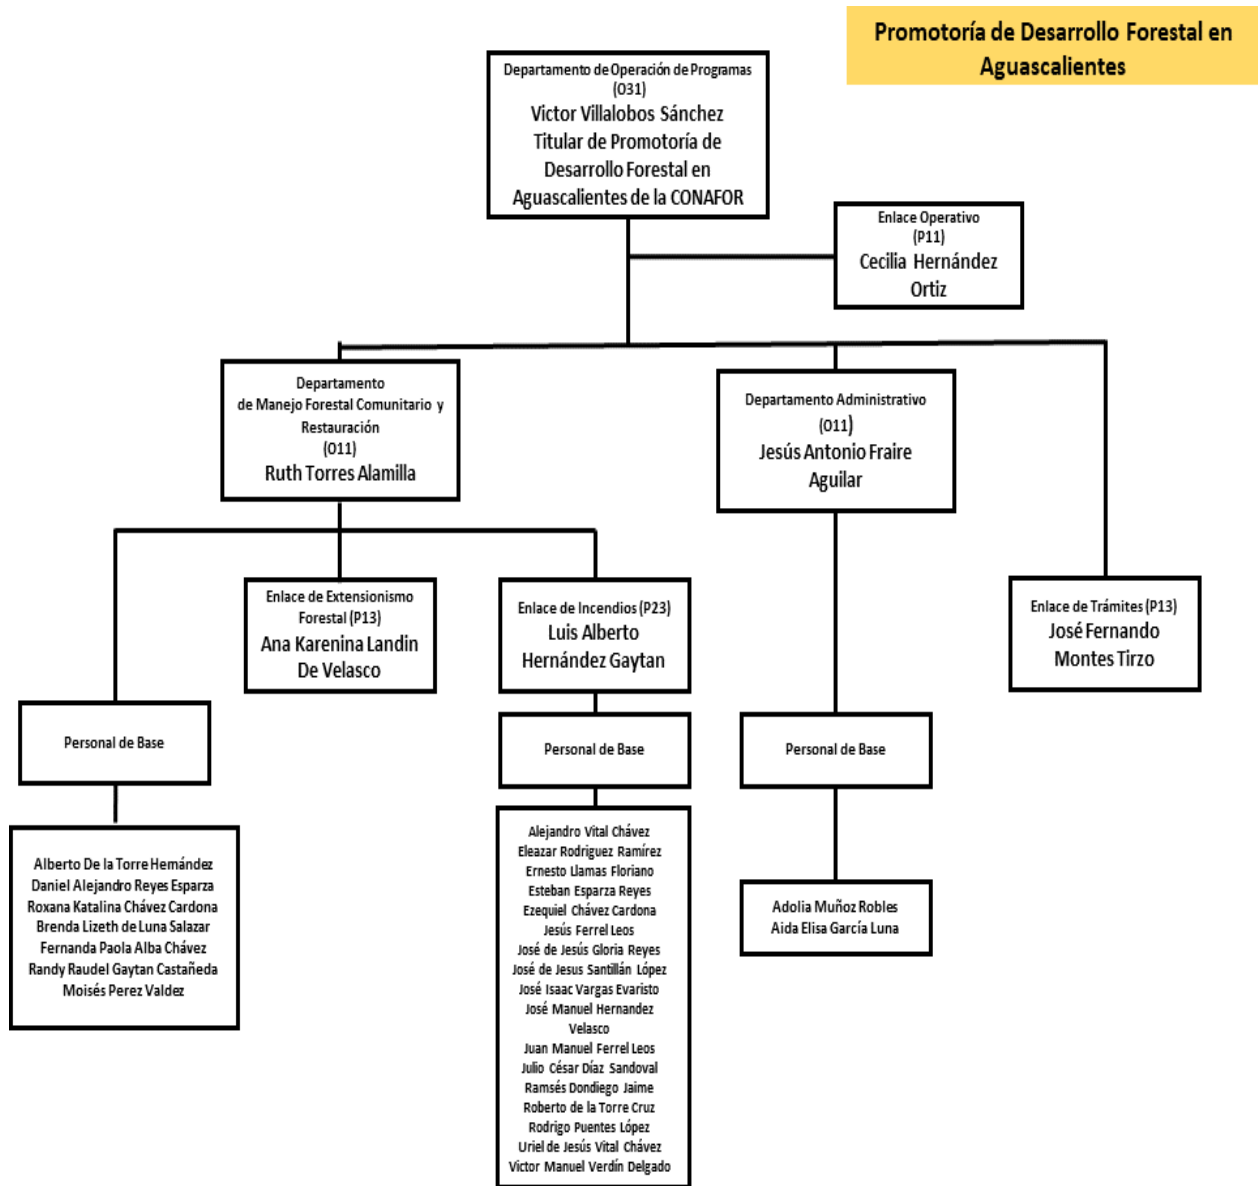 Promotoría de Desarrollo Forestal en
Aguascalientes
Departamento de Operación de Programas
(O31)
Victor Villalobos Sánchez
Titular de Promotoría de
Desarrollo Forestal en
Aguascalientes de la CONAFOR
Enlace Operativo
(P11)
Cecilia Hernández
Ortiz
Departamento
de Manejo Forestal Comunitario y
Restauración
(O11)
Ruth Torres Alamilla
Departamento Administrativo
(O11)
Jesús Antonio Fraire
Aguilar
Enlace de Extensionismo
Forestal (P13)
Ana Karenina Landin
De Velasco
Enlace de Incendios (P23)
Luis Alberto
Hernández Gaytan
Enlace de Trámites (P13)
José Fernando
Montes Tirzo
Personal de Base
Personal de Base
Personal de Base
Alberto De la Torre Hernández
Daniel Alejandro Reyes Esparza
Roxana Katalina Chávez Cardona
Brenda Lizeth de Luna Salazar
Fernanda Paola Alba Chávez
Randy Raudel Gaytan Castañeda
Moisés Perez Valdez
Alejandro Vital Chávez
Eleazar Rodriguez Ramírez
Ernesto Llamas Floriano
Esteban Esparza Reyes
Ezequiel Chávez Cardona
Jesús Ferrel Leos
José de Jesús Gloria Reyes
José de Jesus Santillán López
José Isaac Vargas Evaristo
José Manuel Hernandez
Velasco
Juan Manuel Ferrel Leos
Julio César Díaz Sandoval
Ramsés Dondiego Jaime
Roberto de la Torre Cruz
Rodrigo Puentes López
Uriel de Jesús Vital Chávez
Victor Manuel Verdín Delgado
Adolia Muñoz Robles
Aida Elisa García Luna